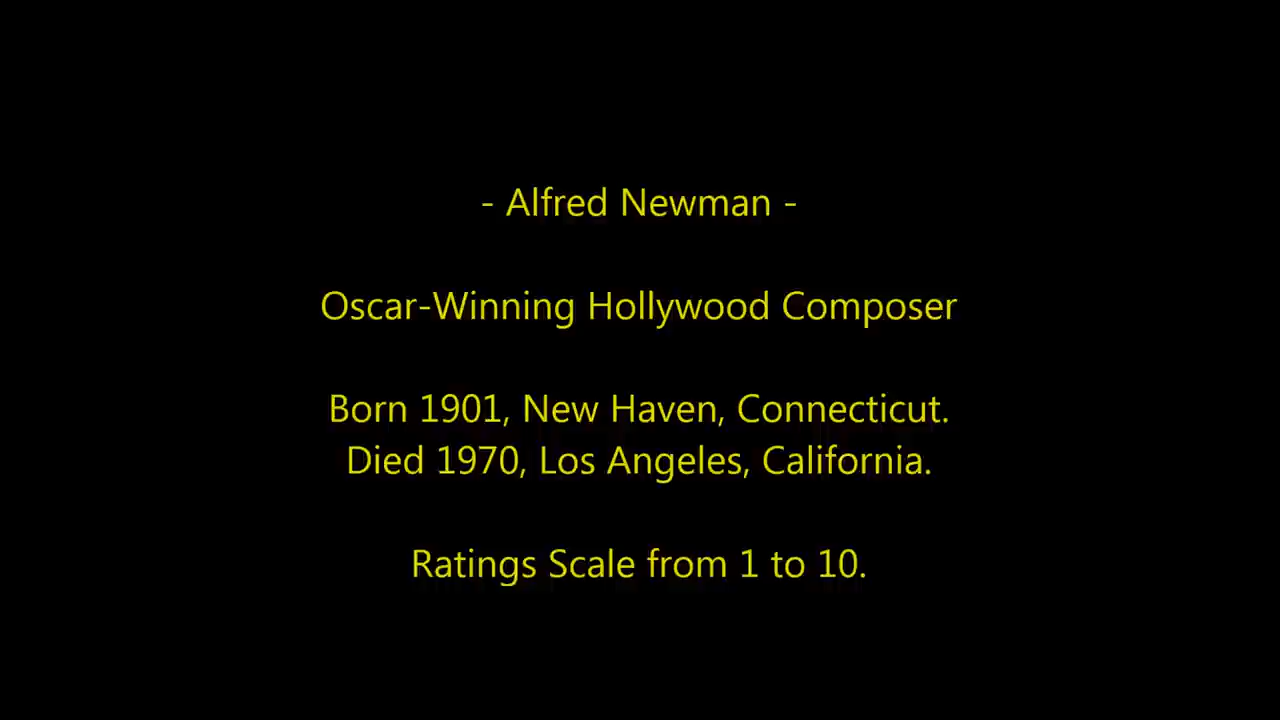 - Alfred Newman -
Oscar-Winning Hollywood Composer
Born 1901, New Haven, Connecticut.
Died 1970, Los Angeles, California.
Ratings Scale from 1 to 10.